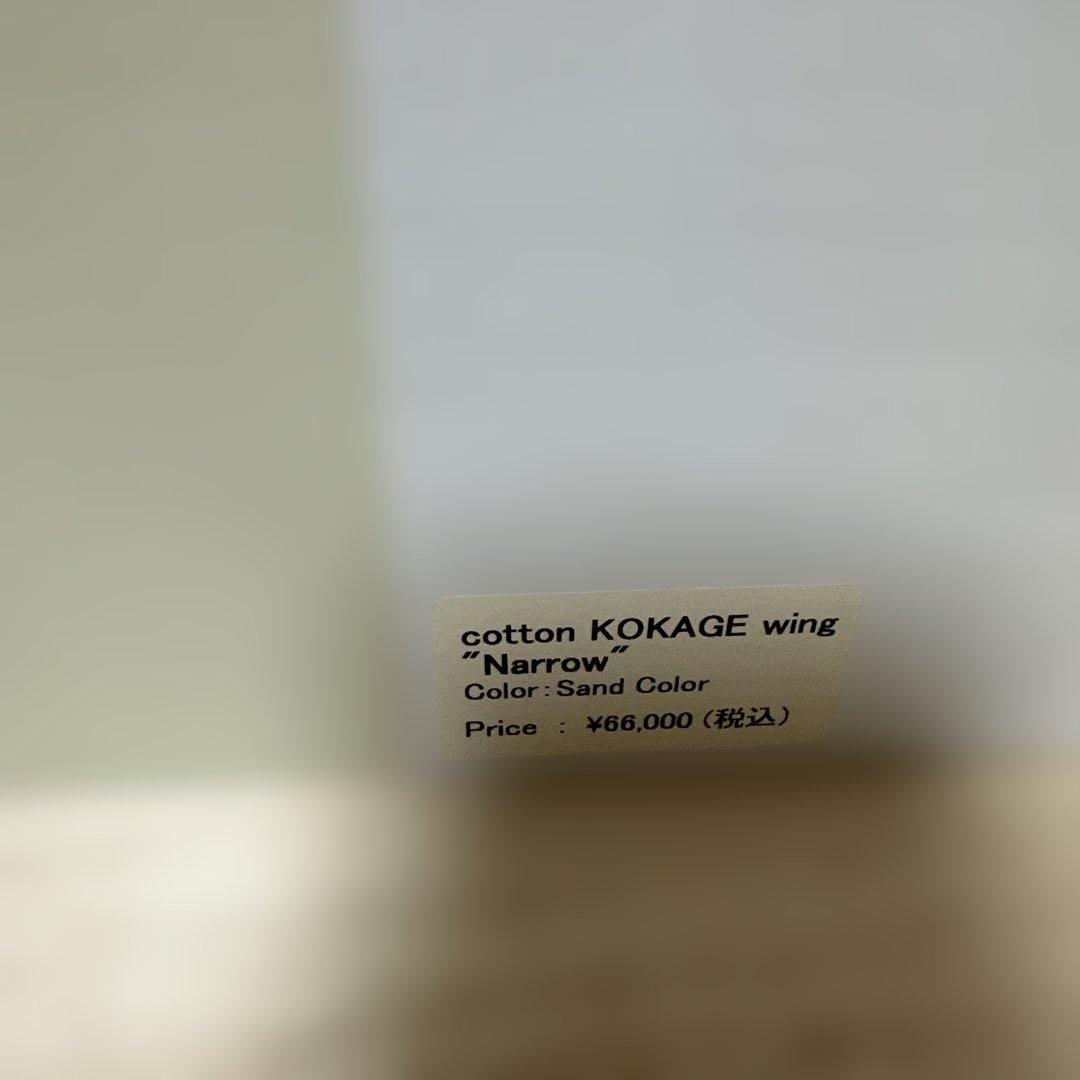 cotton KOKAGE wing
"Narrow"
Color : Sand Color
Price : ¥66,000 (税込)